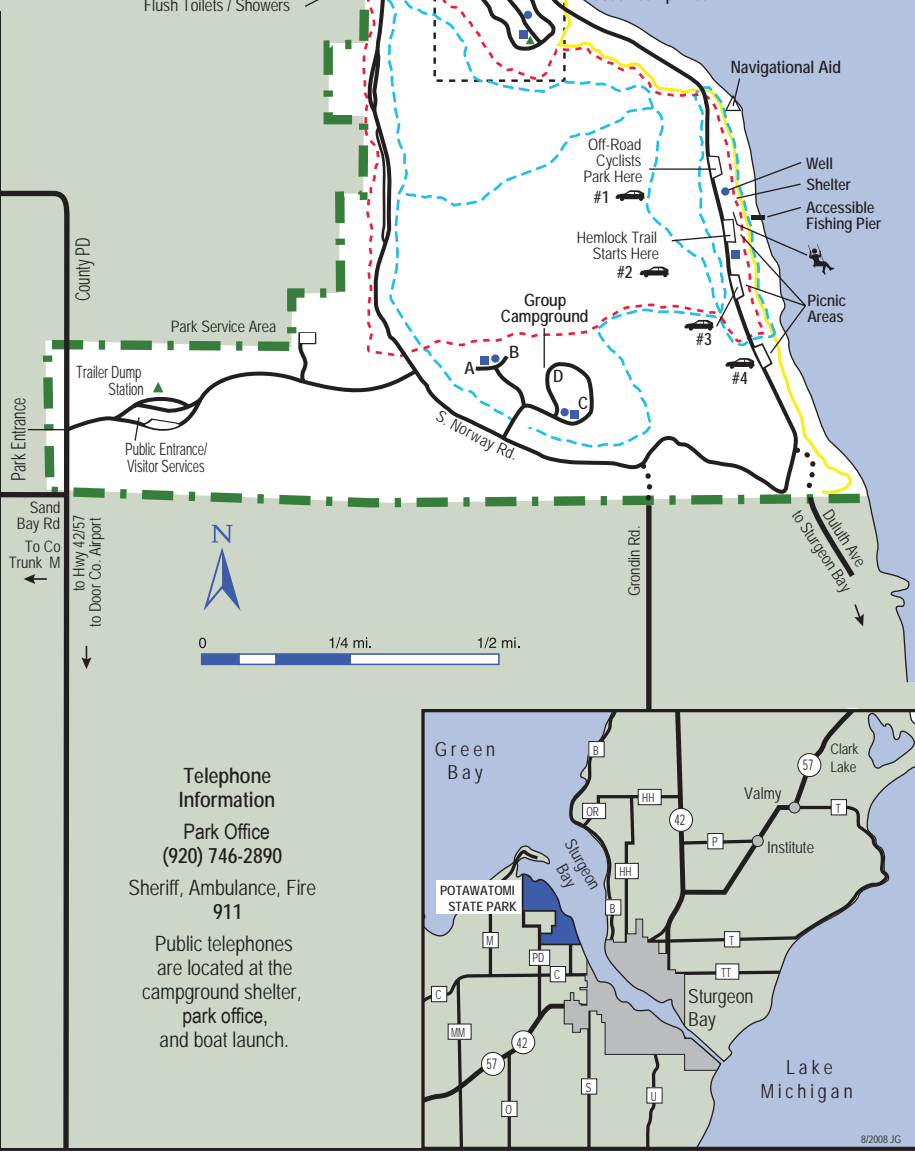 Flush Toilets / Showers
Navigational Aid
Off-Road
Cyclists
Park Here
#1
Well
Shelter
Accessible
Fishing Pier
Hemlock Trail
Starts Here
#2
Picnic
Areas
#3
#4
County PD
Park Service Area
Group
Campground
A
B
D
C
Trailer Dump
Station
Park Entrance
Public Entrance/
Visitor Services
S. Norway Rd.
Sand
Bay Rd
To Co
Trunk M
to Hwy 42/57
to Door Co. Airport
N
Grondin Rd.
Duluth Ave
to Sturgeon Bay
0 1/4 mi. 1/2 mi.
Telephone
Information
Park Office
(920) 746-2890
Sheriff, Ambulance, Fire
911
Public telephones
are located at the
campground shelter,
park office,
and boat launch.
Green
Bay
B
57
Clark
Lake
Valmy
HH
OR
42
T
P
Institute
Sturgeon
Bay
HH
POTAWATOMI
STATE PARK
B
M
T
PD
C
TT
C
Sturgeon
Bay
MM
42
57
Lake
Michigan
S
U
O
8/2008 JG